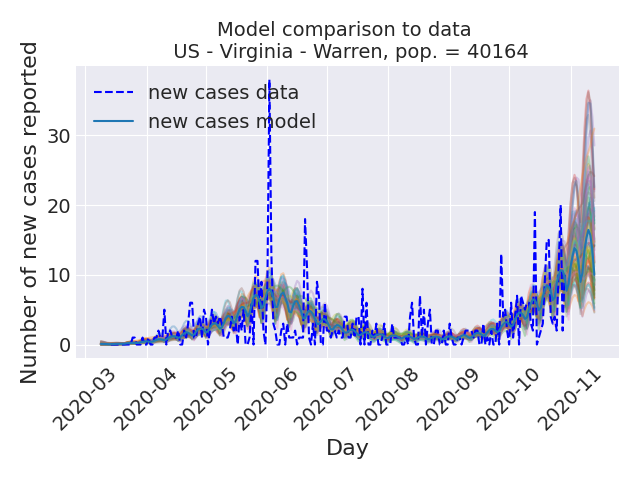 Model comparison to data
US - Virginia - Warren, pop. = 40164
new cases data
new cases model
Number of new cases reported
30
20
10
0
2020-03
2020-04
2020-05
2020-06
2020-07
2020-08
2020-09
2020-10
2020-11
Day